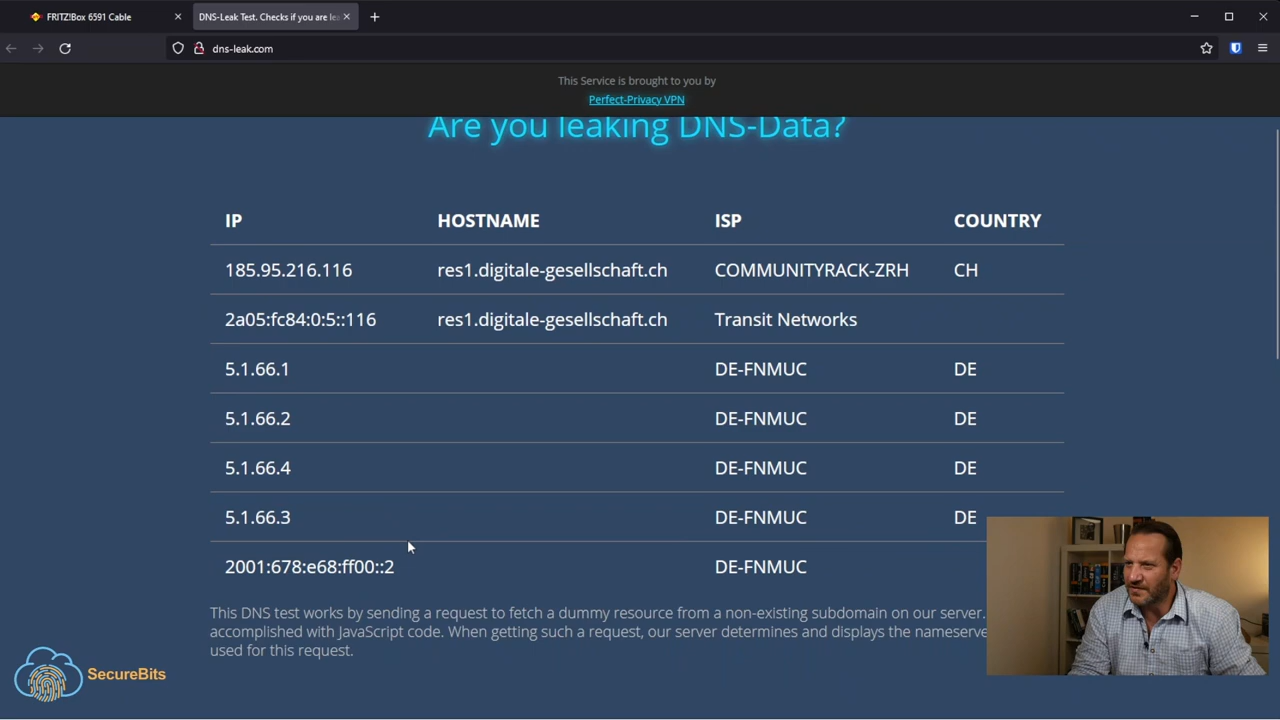 FRITZ!Box 6591 Cable
DNS-Leak Test. Checks if you are lea
dns-leak.com
This Service is brought to you by
Perfect-Privacy VPN
Are you leaking DNS-Data?
IP HOSTNAME ISP COUNTRY
185.95.216.116 res1.digitale-gesellschaft.ch COMMUNITYRACK-ZRH CH
2a05:fc84:0:5::116 res1.digitale-gesellschaft.ch Transit Networks
5.1.66.1 DE-FNMUC DE
5.1.66.2 DE-FNMUC DE
5.1.66.4 DE-FNMUC DE
5.1.66.3 DE-FNMUC DE
2001:678:e68:ff00::2 DE-FNMUC
This DNS test works by sending a request to fetch a dummy resource from a non-existing subdomain on our server.
accomplished with JavaScript code. When getting such a request, our server determines and displays the nameserve
used for this request.
SecureBits